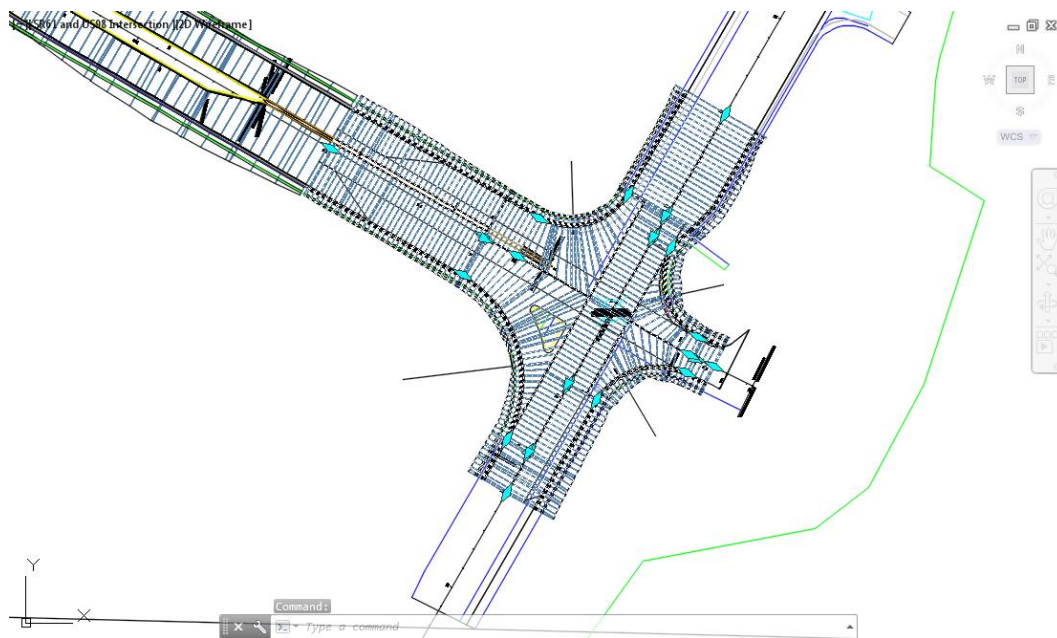 ][SR61 and US98 Intersection ][2D Wireframe]
N
W
TOP
E
S
WCS
Y
X
Command:
Type a command